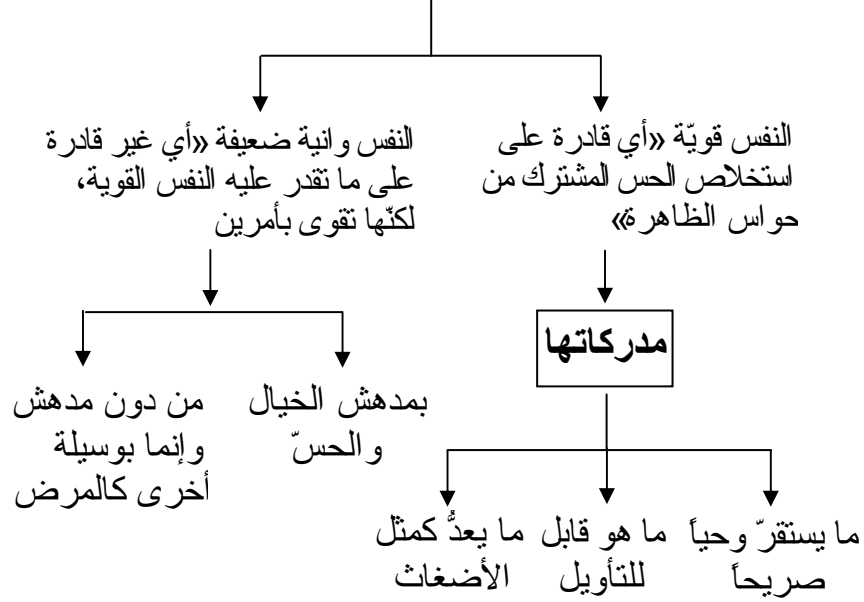 النفس قويّة «أي قادرة على
استخلاص الحس المشترك من
حواس الظاهرة»
النفس وانية ضعيفة «أي غير قادرة
على ما تقدر عليه النفس القوية،
لكنّها تقوى بأمرين
مدركاتها
بمدهش الخيال
والحسّ
من دون مدهش
وإنما بوسيلة
أخرى كالمرض
ما يستقرّ وحياً
صريحاً
ما هو قابل
للتأويل
ما يعدُّ كمثل
الأضغاث